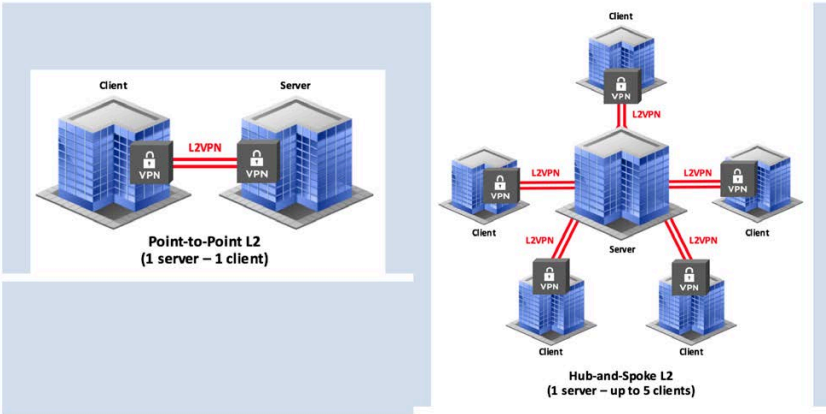 Client
Server
L2VPN
VPN
VPN
Point-to-Point L2
(1 server – 1 client)
Client
VPN
L2VPN
L2VPN
L2VPN
VPN
VPN
Client
Server
Client
L2VPN
L2VPN
VPN
VPN
Client
Client
Hub-and-Spoke L2
(1 server – up to 5 clients)